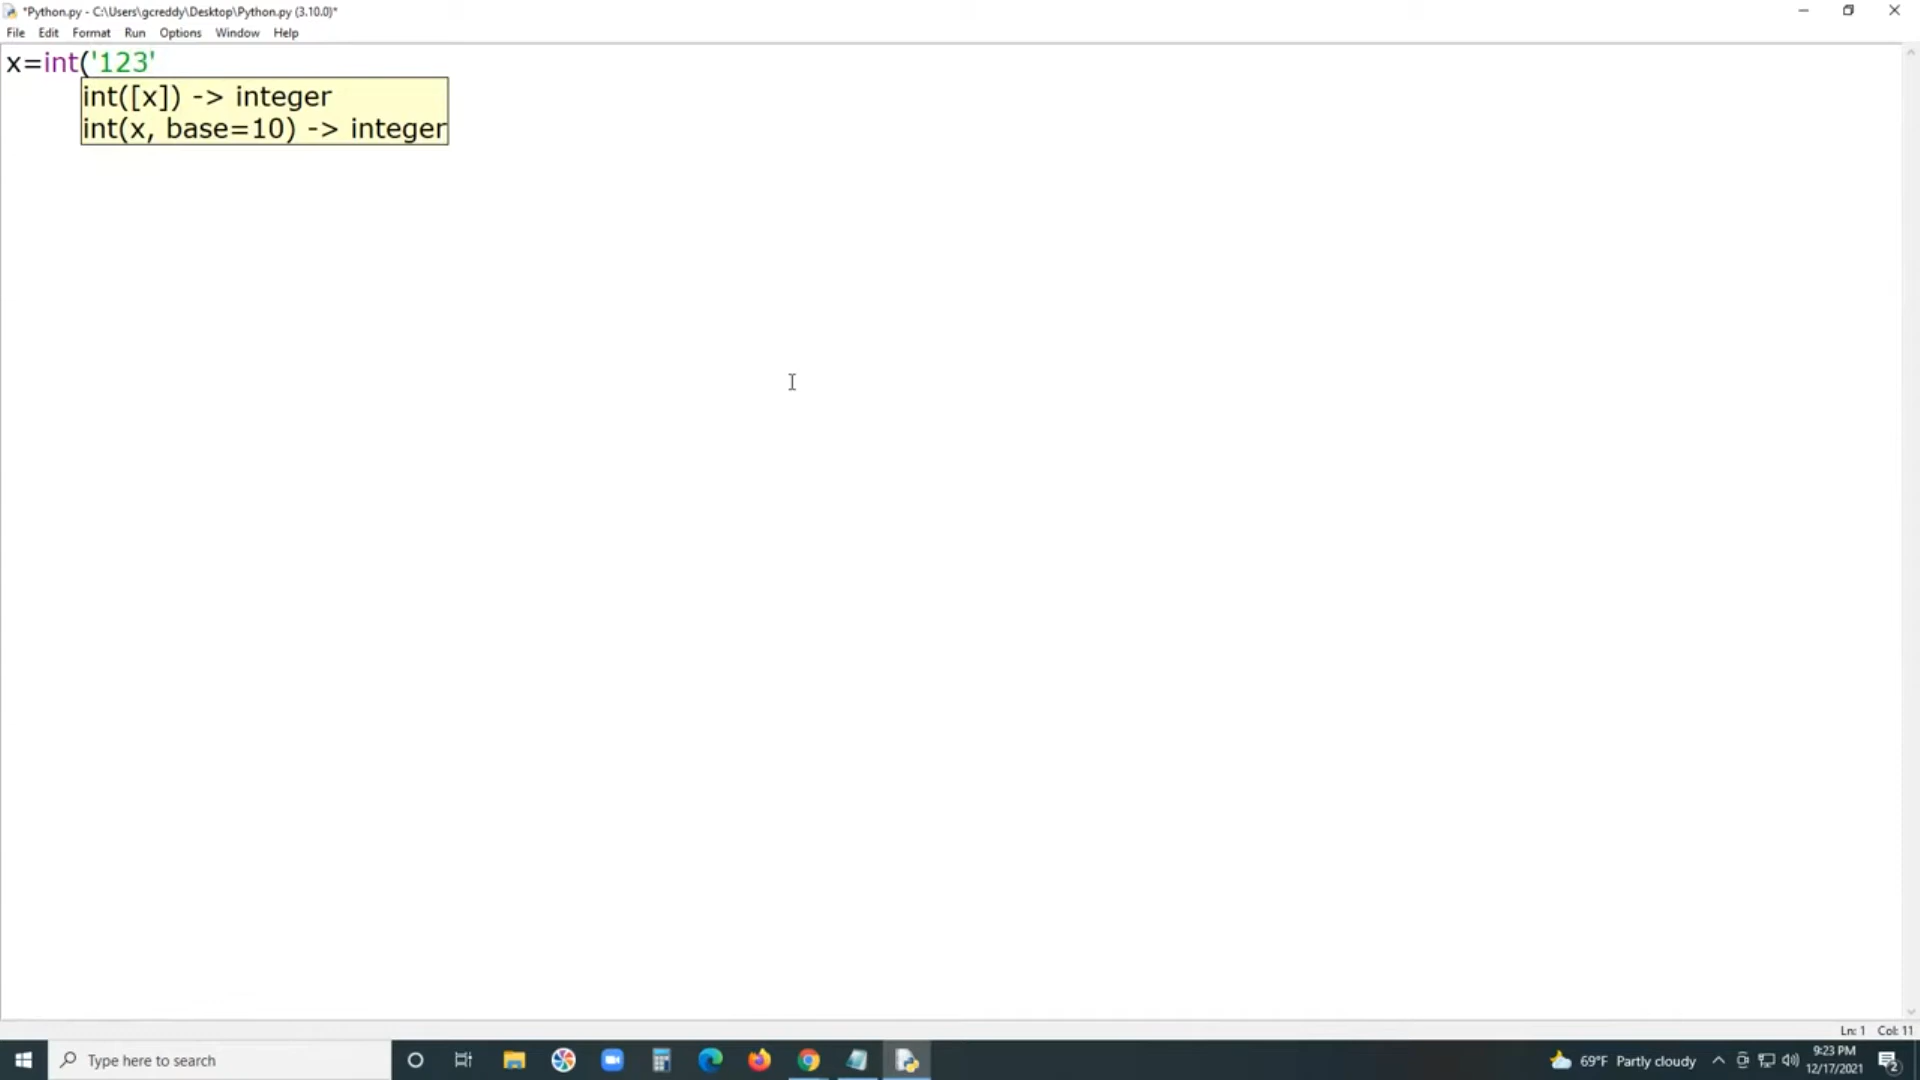 *Python.py - C:\Users\gcreddy\Desktop\Python.py (3.10.0)*
File Edit Format Run Options Window Help
x=int('123'
int([x]) -> integer
int(x, base=10) -> integer
Ln: 1 Col: 11
Type here to search
69°F Partly cloudy
9:23 PM
12/17/2021
2